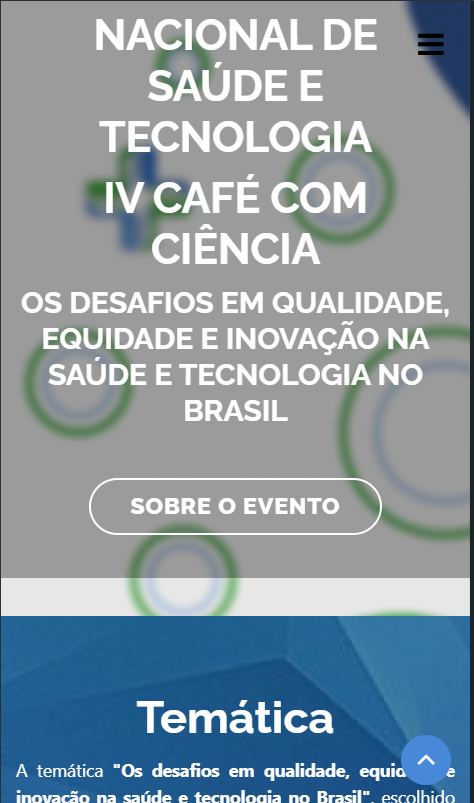 NACIONAL DE
SAÚDE E
TECNOLOGIA
IV CAFÉ COM
CIÊNCIA
OS DESAFIOS EM QUALIDADE,
EQUIDADE E INOVAÇÃO NA
SAÚDE E TECNOLOGIA NO
BRASIL
SOBRE O EVENTO
Temática
A temática "Os desafios em qualidade, equid e
inovação na saúde e tecnologia no Brasil", escolhido